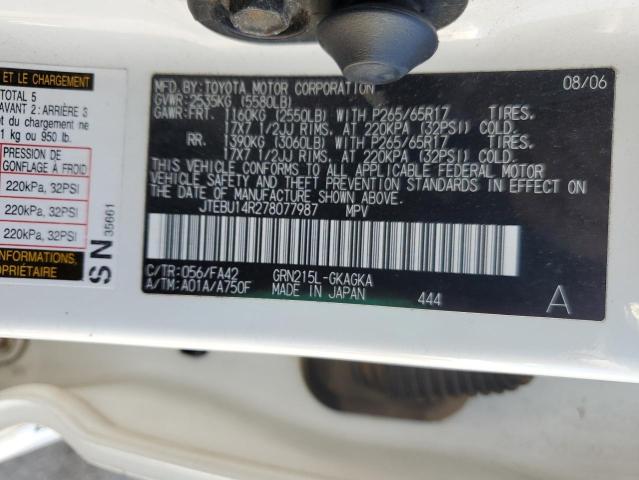 ET LE CHARGEMENT
TOTAL 5
AVANT 2: ARRIÈRE 3
t du chargement ne
1 kg ou 950 lb.
PRESSION DE
GONFLAGE À FROID
220kPa, 32PSI
220kPa, 32PSI
220kPa, 32PSI
SN 35661
MFD.BY: TOYOTA MOTOR CORPORATION 08/06
GVWR: 2535KG (5580LB)
GAWR:FRT. 1160KG (2550LB) WITH P265/65R17 TIRES,
17X7 1/2JJ RIMS, AT 220KPA (32PSI) COLD.
RR. 1390KG (3060LB) WITH P265/65R17 TIRES,
17X7 1/2JJ RIMS, AT 220KPA (32PSI) COLD.
THIS VEHICLE CONFORMS TO ALL APPLICABLE FEDERAL MOTOR
VEHICLE SAFETY AND THEFT PREVENTION STANDARDS IN EFFECT ON
THE DATE OF MANUFACTURE SHOWN ABOVE.
JTEBU14R278077987 MPV
C/TR: 056/FA42 GRN215L-GKAGKA
A/TM: A01A/A750F MADE IN JAPAN 444 A